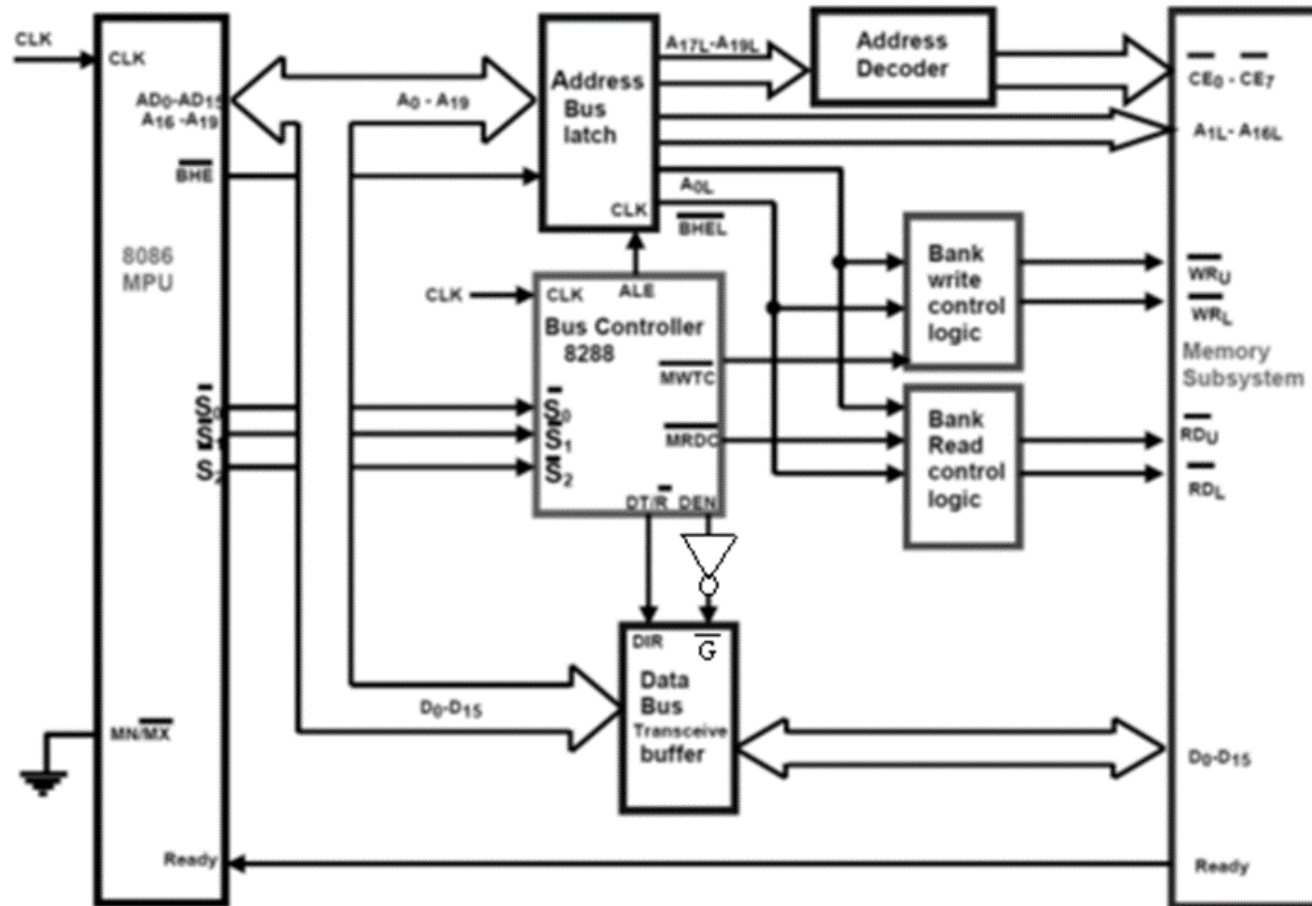 CLK
CLK
AD0-AD15
A16 -A19
BHE
8086
MPU
S0
S1
S2
MN/MX
Ready
A0 - A19
Address
Bus
latch
CLK
A17L-A19L
Address
Decoder
A0L
BHEL
CLK
CLK
ALE
Bus Controller
8288
MWTC
S0
S1
S2
MRDC
DT/R DEN
Bank
write
control
logic
Bank
Read
control
logic
DIR
G
Data
Bus
Transceive
buffer
D0-D15
CE0 - CE7
A1L- A16L
WRU
WRL
Memory
Subsystem
RDU
RDL
D0-D15
Ready